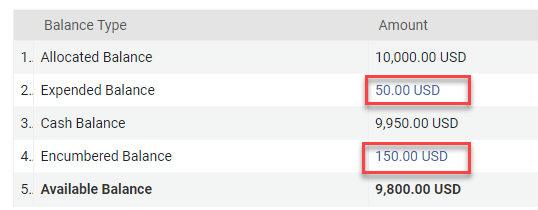 Balance Type Amount
1.. Allocated Balance 10,000.00 USD
2.. Expended Balance 50.00 USD
3.. Cash Balance 9,950.00 USD
4.. Encumbered Balance 150.00 USD
5.. Available Balance 9,800.00 USD